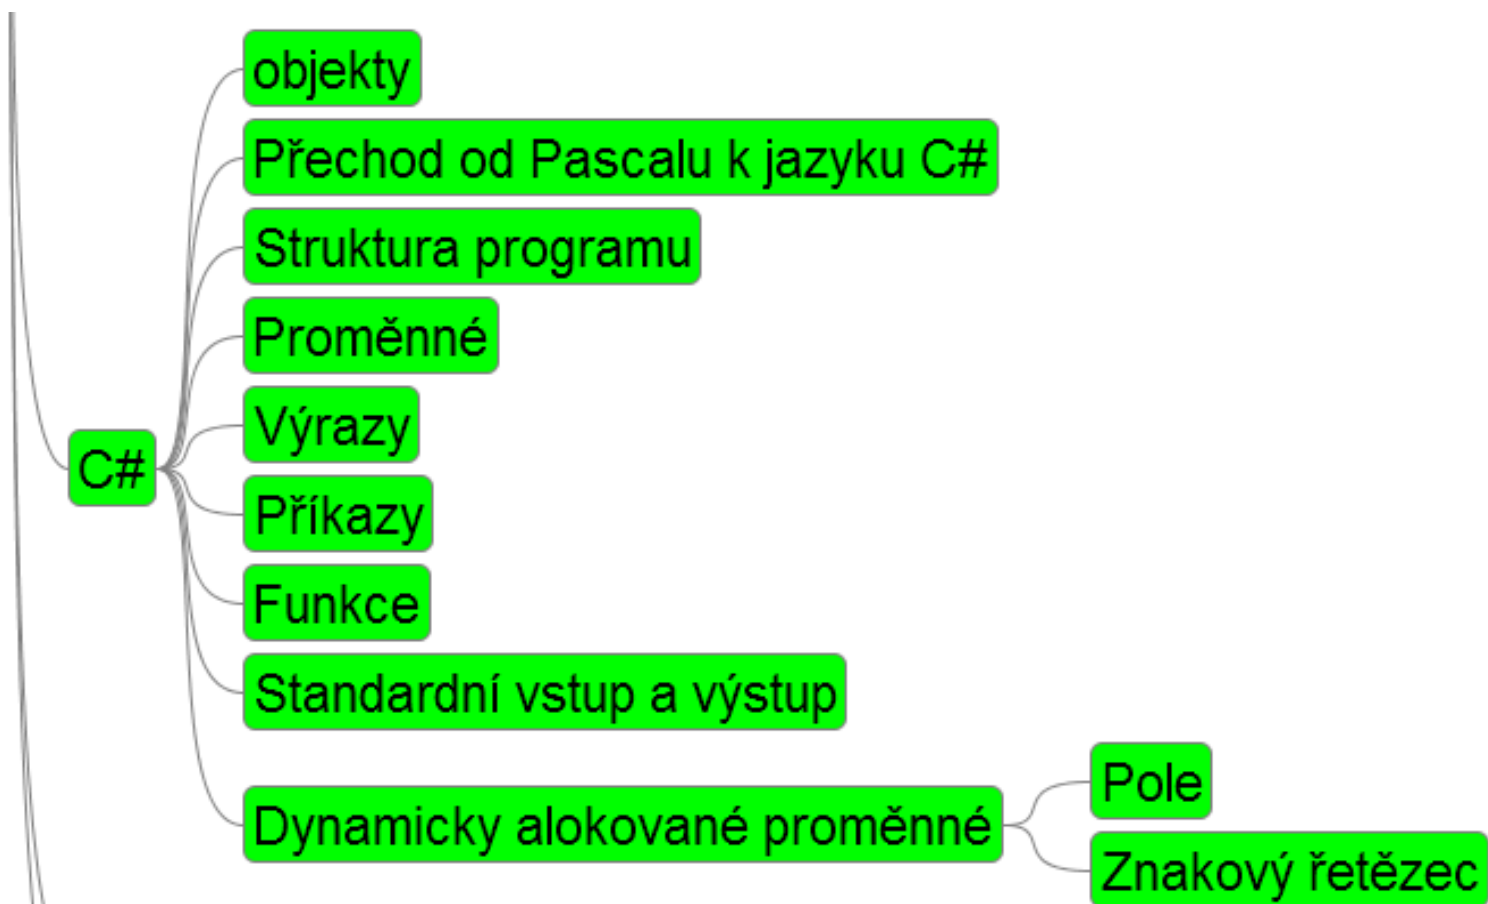 objekty
Přechod od Pascalu k jazyku C#
Struktura programu
Proměnné
Výrazy
C#
Příkazy
Funkce
Standardní vstup a výstup
Pole
Dynamicky alokované proměnné
Znakový řetězec